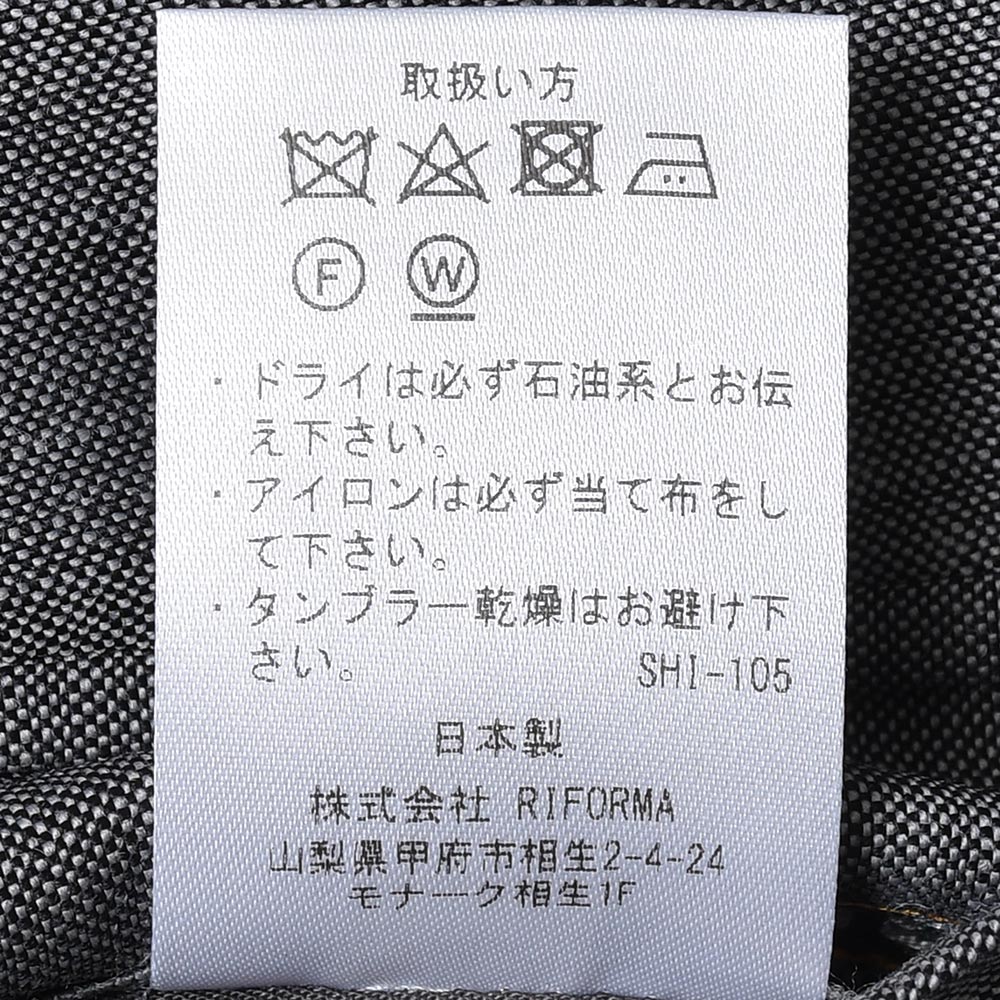 取扱い方
F W
・ドライは必ず石油系とお伝
え下さい。
・アイロンは必ず当て布をし
て下さい。
・タンブラー乾燥はお避け下
さい。 SHI-105
日本製
株式会社 RIFORMA
山梨県甲府市相生2-4-24
モナーク相生1F